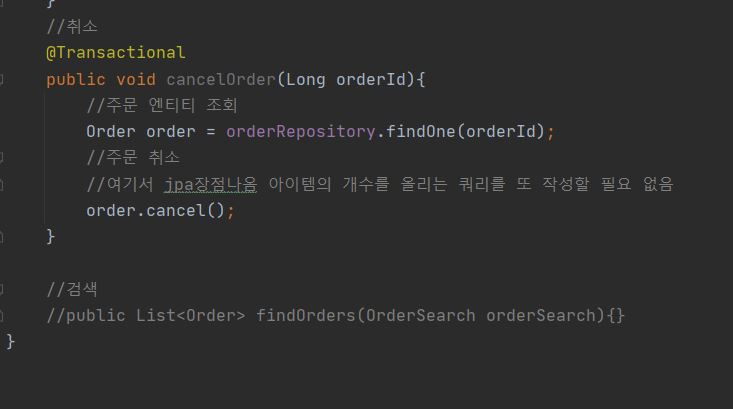 }
//취소
@Transactional
public void cancelOrder(Long orderId){
//주문 엔티티 조회
Order order = orderRepository.findOne(orderId);
//주문 취소
//여기서 jpa장점나옴 아이템의 개수를 올리는 쿼리를 또 작성할 필요 없음
order.cancel();
}
//검색
//public List<Order> findOrders(OrderSearch orderSearch){}
}